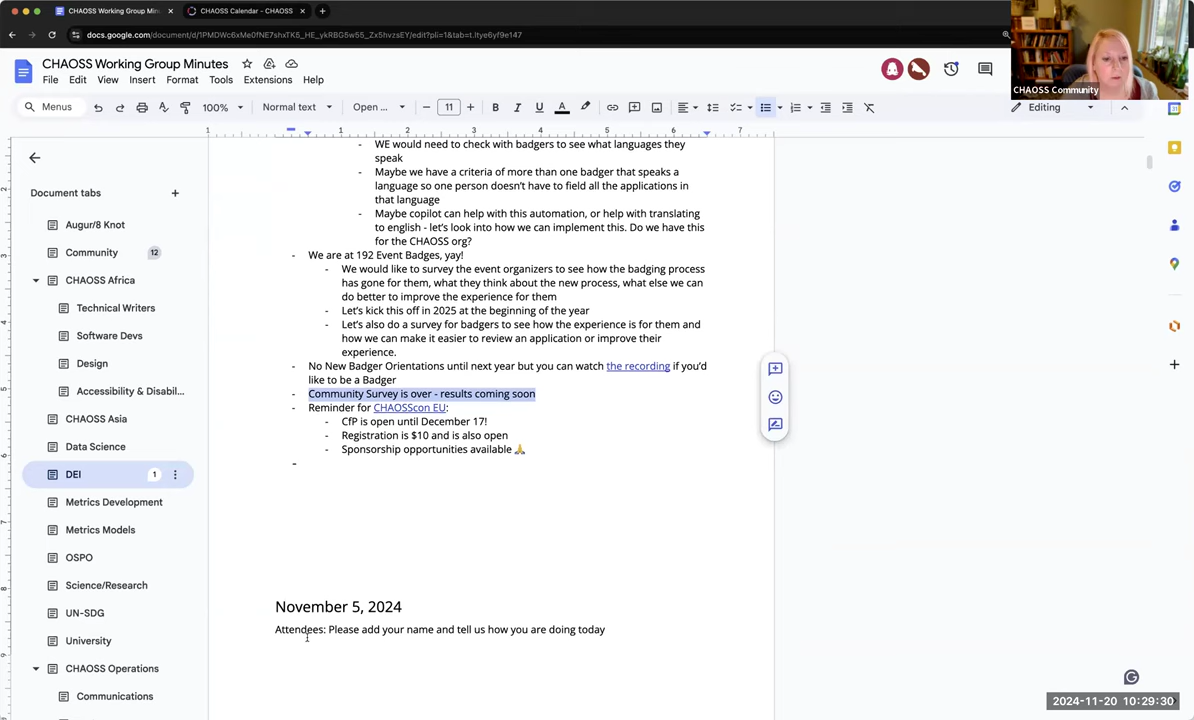 CHAOSS Working Group Min
CHAOSS Calendar - CHAOSS
docs.google.com/document/d/1PMDWc6xMe0fNE7shxTK5_HE_ykRBG5w55_Zx5hvzsEY/edit?pli=1&tab=t.ltye6yf9e147
CHAOSS Community
CHAOSS Working Group Minutes
File Edit View Insert Format Tools Extensions Help
Menus 100% Normal text Open ... 11 B I U A Editing
1 1 2 3 4 5 6 7
Document tabs
Augur/8 Knot
Community 12
CHAOSS Africa
Technical Writers
Software Devs
Design
Accessibility & Disabil...
CHAOSS Asia
Data Science
DEI 1
Metrics Development
Metrics Models
OSPO
Science/Research
UN-SDG
University
CHAOSS Operations
Communications
- WE would need to check with badgers to see what languages they
speak
- Maybe we have a criteria of more than one badger that speaks a
language so one person doesn't have to field all the applications in
that language
- Maybe copilot can help with this automation, or help with translating
to english - let's look into how we can implement this. Do we have this
for the CHAOSS org?
- We are at 192 Event Badges, yay!
- We would like to survey the event organizers to see how the badging process
has gone for them, what they think about the new process, what else we can
do better to improve the experience for them
- Let's kick this off in 2025 at the beginning of the year
- Let's also do a survey for badgers to see how the experience is for them and
how we can make it easier to review an application or improve their
experience.
- No New Badger Orientations until next year but you can watch the recording if you'd
like to be a Badger
- Community Survey is over - results coming soon
- Reminder for CHAOSScon EU:
- CfP is open until December 17!
- Registration is $10 and is also open
- Sponsorship opportunities available 🙏
-
November 5, 2024
Attendees: Please add your name and tell us how you are doing today
2024-11-20 10:29:30